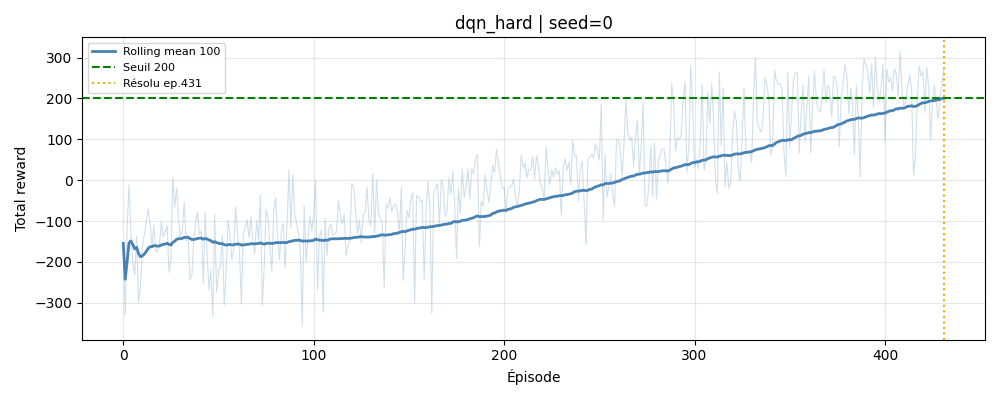 dqn_hard | seed=0
Rolling mean 100
Seuil 200
Résolu ep.431
Total reward
300
200
100
0
−100
−200
−300
0
100
200
300
400
Épisode